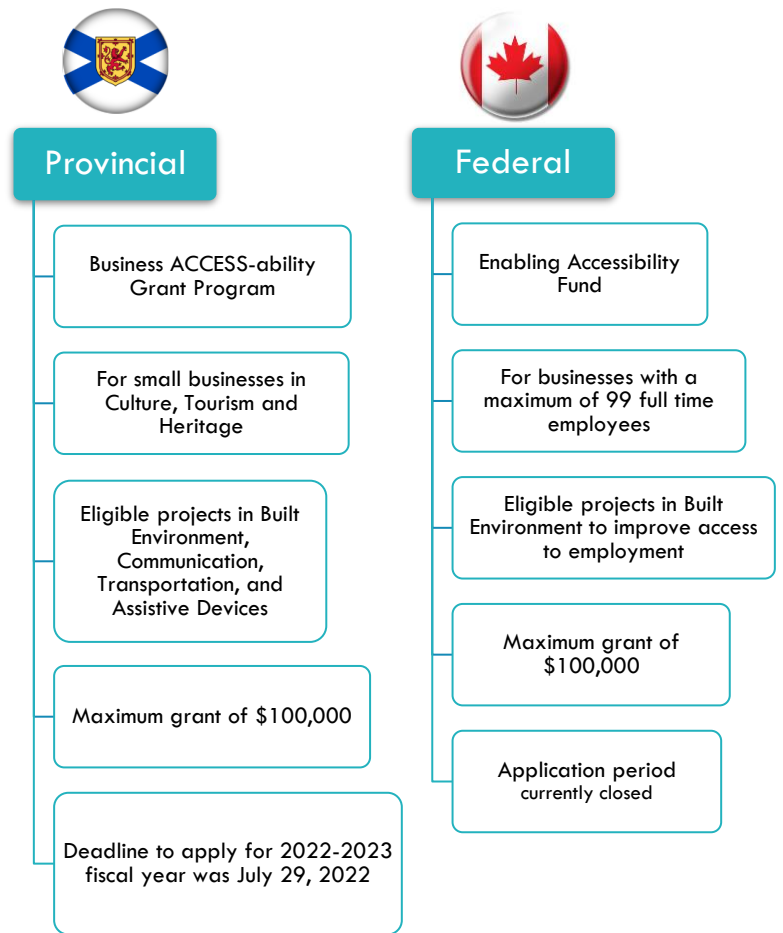 Provincial
Business ACCESS-ability
Grant Program
For small businesses in
Culture, Tourism and
Heritage
Eligible projects in Built
Environment,
Communication,
Transportation, and
Assistive Devices
Maximum grant of $100,000
Deadline to apply for 2022-2023
fiscal year was July 29, 2022
Federal
Enabling Accessibility
Fund
For businesses with a
maximum of 99 full time
employees
Eligible projects in Built
Environment to improve access
to employment
Maximum grant of
$100,000
Application period
currently closed